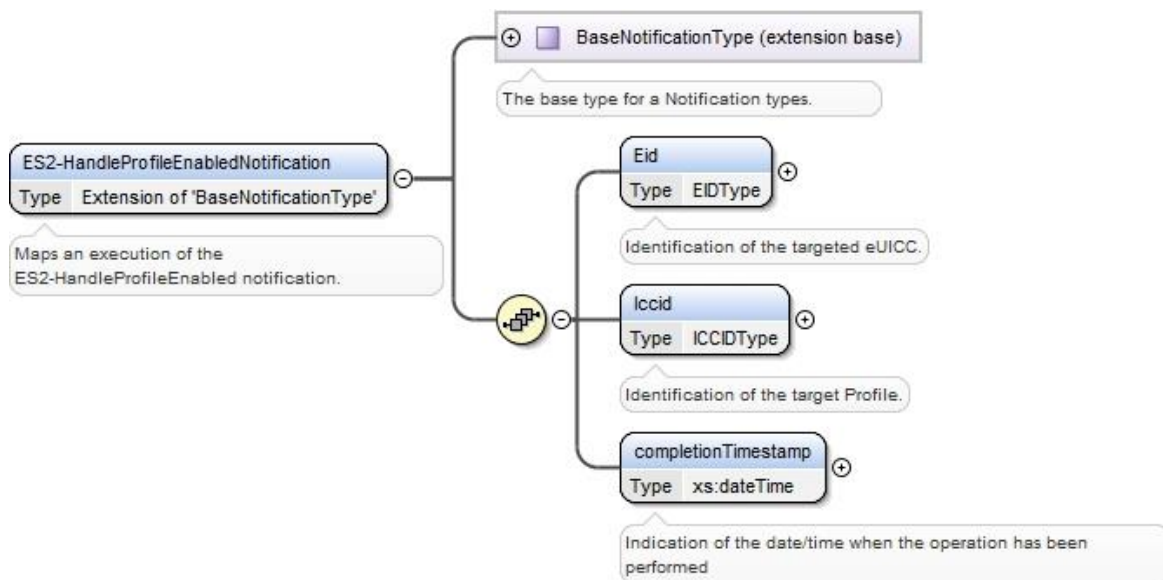 BaseNotificationType (extension base)
The base type for a Notification types.
ES2-HandleProfileEnabledNotification
Type Extension of 'BaseNotificationType'
Maps an execution of the
ES2-HandleProfileEnabled notification.
Eid
Type EIDType
Identification of the targeted eUICC.
Iccid
Type ICCIDType
Identification of the target Profile.
completionTimestamp
Type xs:dateTime
Indication of the date/time when the operation has been
performed